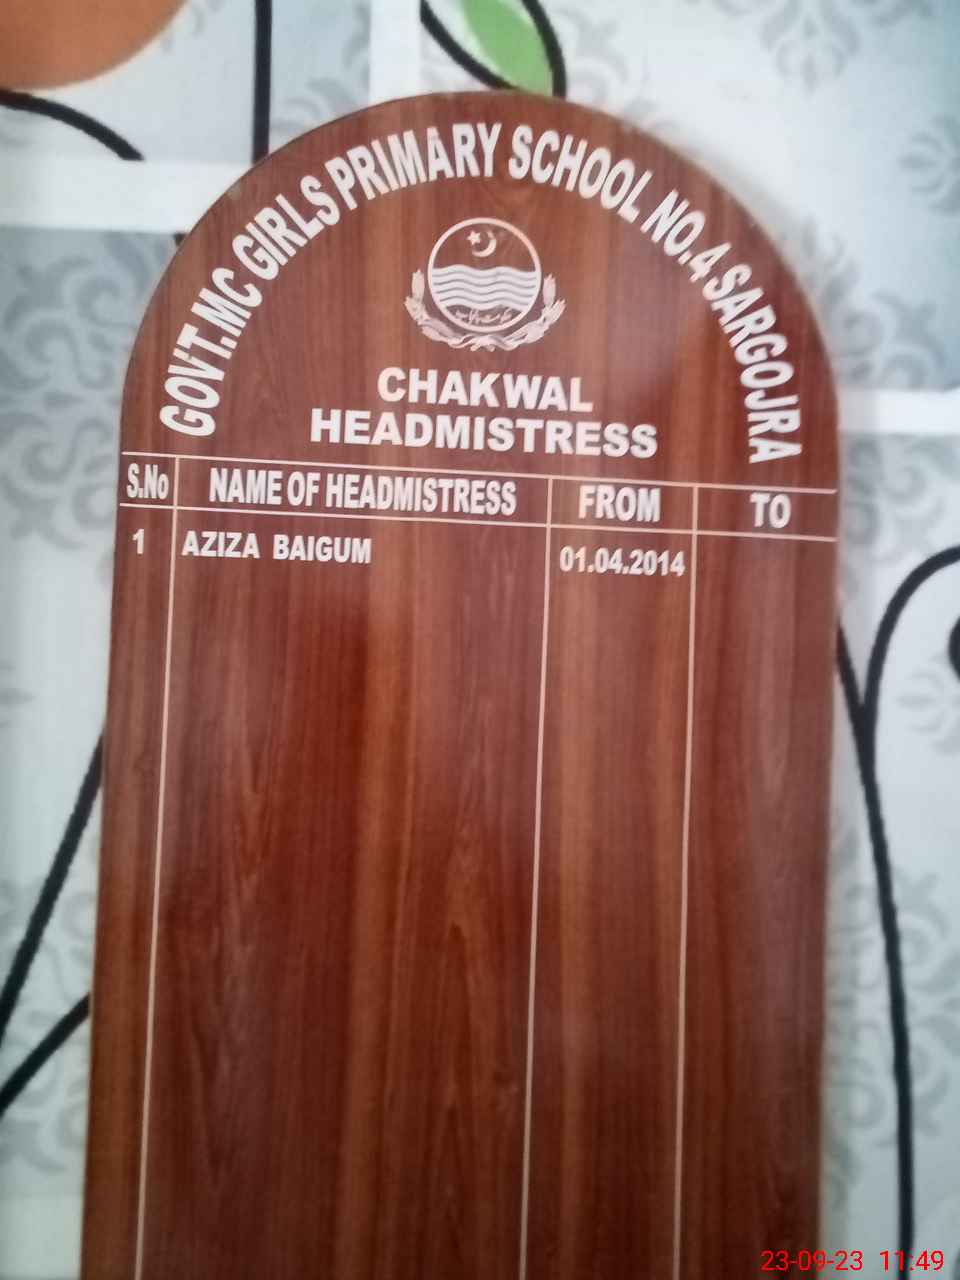 GOVT.MC GIRLS PRIMARY SCHOOL NO.4 SARGOJRA
CHAKWAL
HEADMISTRESS
S.No NAME OF HEADMISTRESS FROM TO
1 AZIZA BAIGUM 01.04.2014
23-09-23 11:49